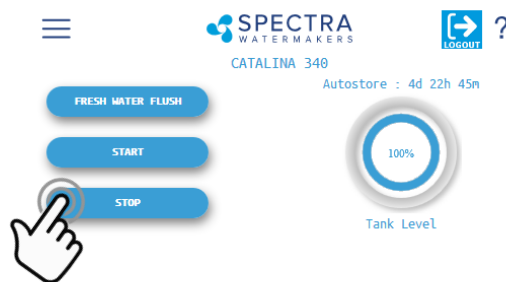 SPECTRA
WATERMAKERS
LOGOUT
?
CATALINA 340
Autostore : 4d 22h 45m
FRESH WATER FLUSH
START
100%
STOP
Tank Level